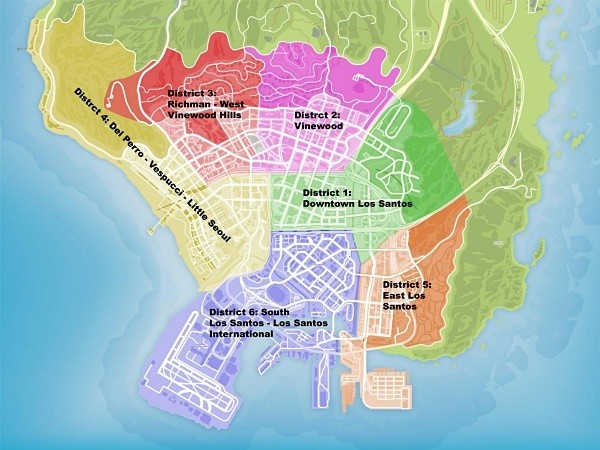 District 3:
Richman - West
Vinewood Hills
Distrct 2:
Vinewood
Distrct 4: Del Perro - Vespucci - Little Seoul
District 1:
Downtown Los Santos
District 5:
East Los
Santos
District 6: South
Los Santos - Los Santos
International